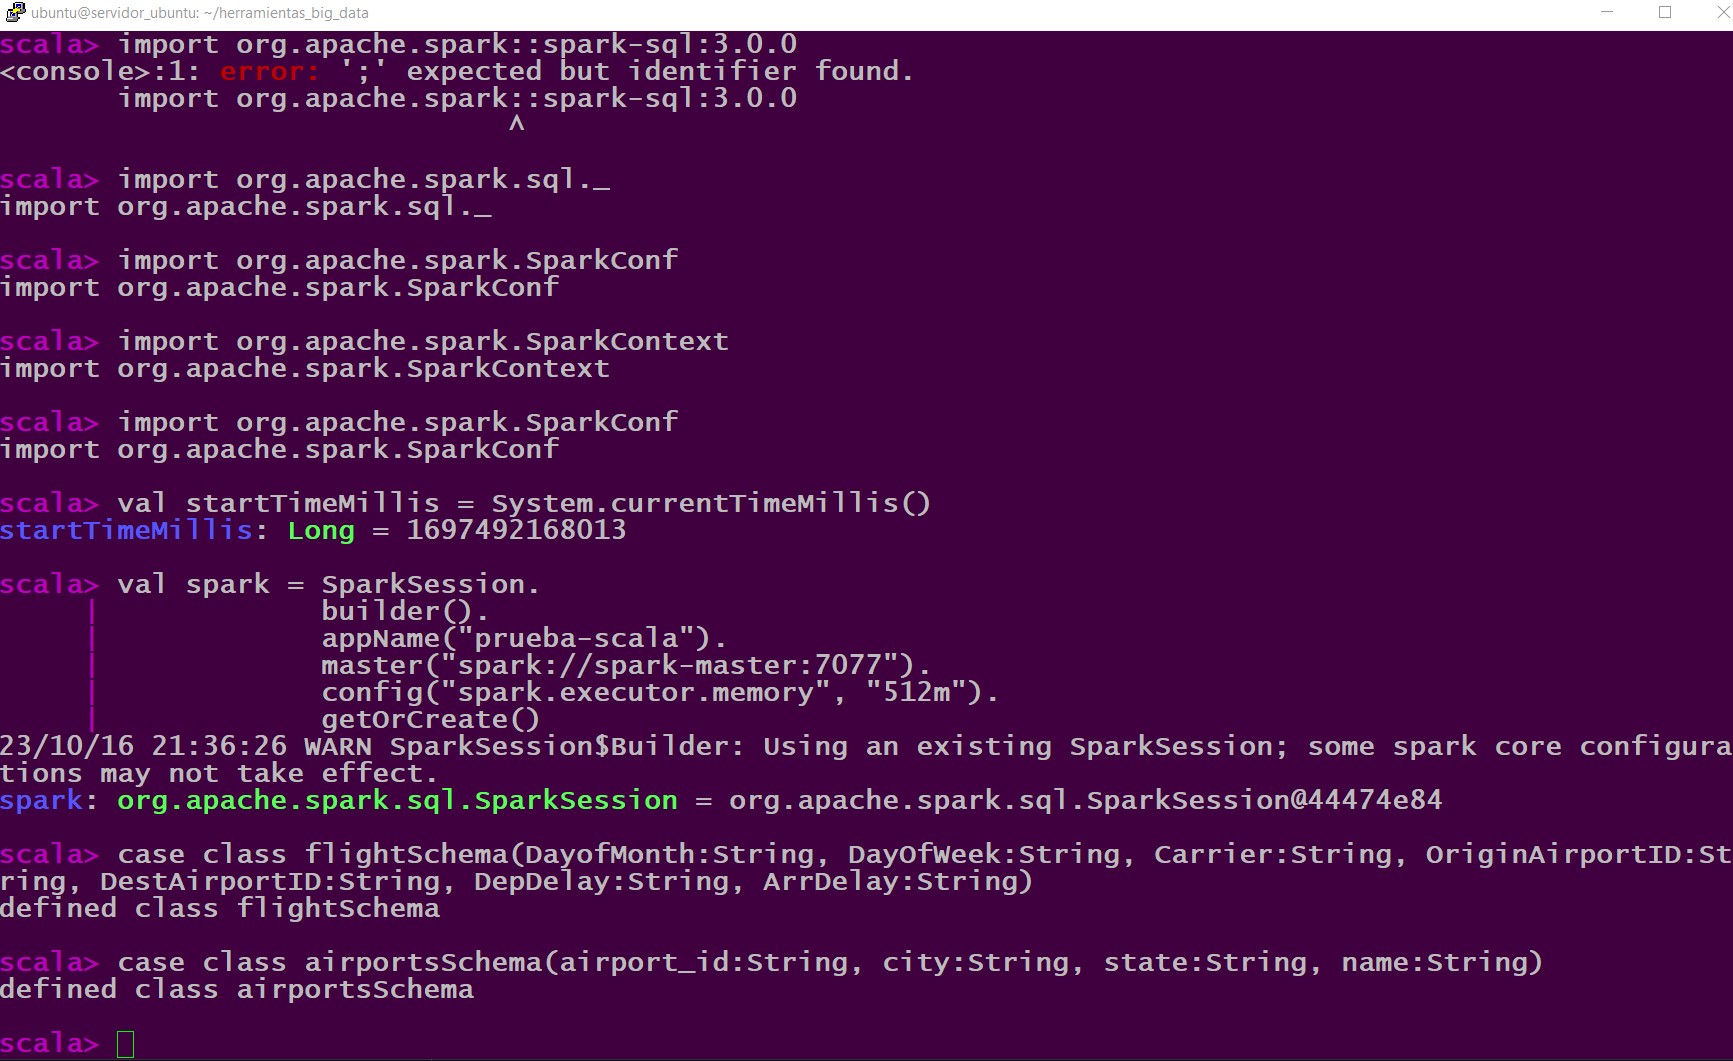 ubuntu@servidor_ubuntu: ~/herramientas_big_data
scala> import org.apache.spark::spark-sql:3.0.0
<console>:1: error: ';' expected but identifier found.
       import org.apache.spark::spark-sql:3.0.0
                              ^
scala> import org.apache.spark.sql._
import org.apache.spark.sql._
scala> import org.apache.spark.SparkConf
import org.apache.spark.SparkConf
scala> import org.apache.spark.SparkContext
import org.apache.spark.SparkContext
scala> import org.apache.spark.SparkConf
import org.apache.spark.SparkConf
scala> val startTimeMillis = System.currentTimeMillis()
startTimeMillis: Long = 1697492168013
scala> val spark = SparkSession.
     |             builder().
     |             appName("prueba-scala").
     |             master("spark://spark-master:7077").
     |             config("spark.executor.memory", "512m").
     |             getOrCreate()
23/10/16 21:36:26 WARN SparkSession$Builder: Using an existing SparkSession; some spark core configura
tions may not take effect.
spark: org.apache.spark.sql.SparkSession = org.apache.spark.sql.SparkSession@44474e84
scala> case class flightSchema(DayofMonth:String, DayOfWeek:String, Carrier:String, OriginAirportID:St
ring, DestAirportID:String, DepDelay:String, ArrDelay:String)
defined class flightSchema
scala> case class airportsSchema(airport_id:String, city:String, state:String, name:String)
defined class airportsSchema
scala>